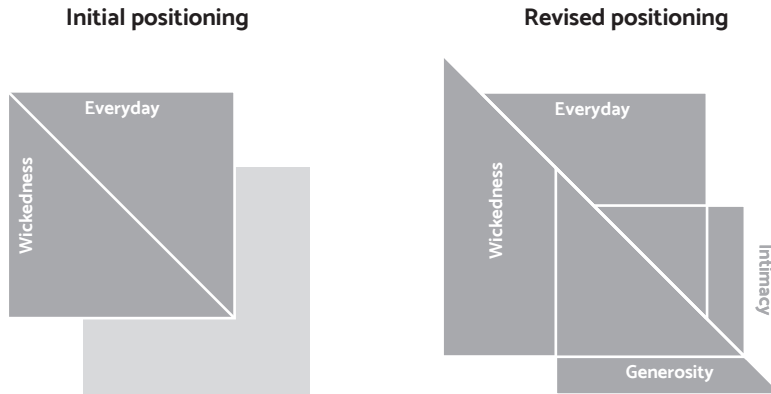 Initial positioning
Everyday
Wickedness
Revised positioning
Everyday
Wickedness
Intimacy
Generosity